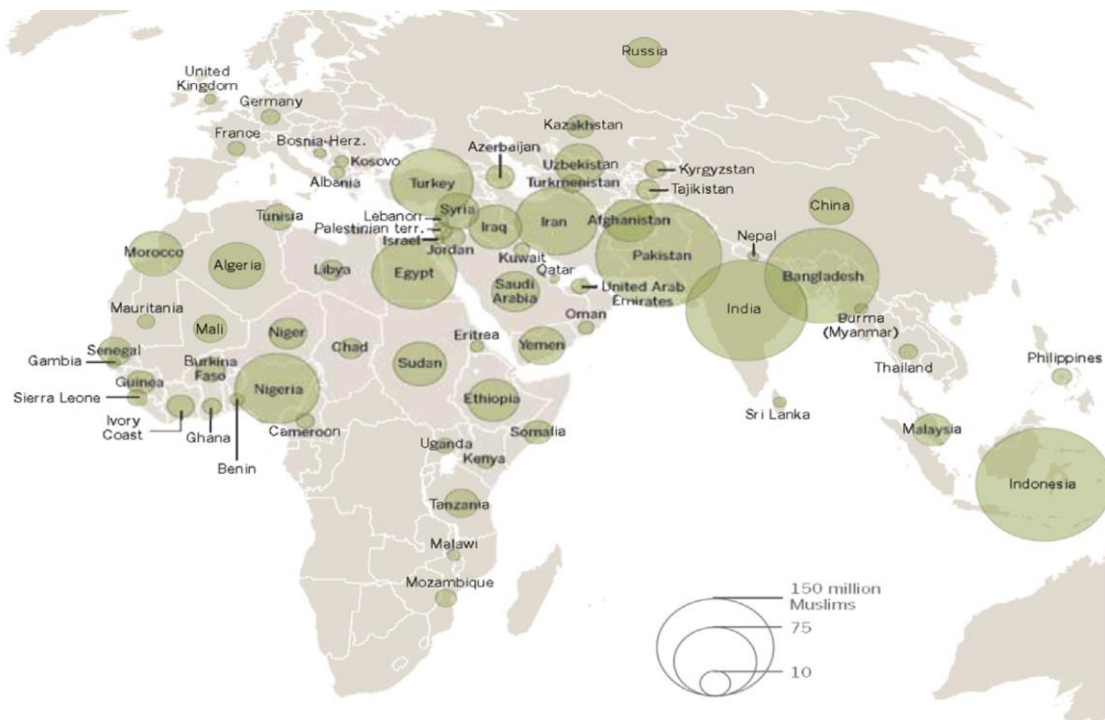 Russia
United
Kingdom
Germany
France
Bosnia-Herz.
Kosovo
Albania
Kazakhstan
Azerbaijan
Uzbekistan
Turkmenistan
Kyrgyzstan
Tajikistan
Turkey
Syria
Lebanon
Palestinian terr.
Israel
Jordan
Iraq
Iran
Afghanistan
China
Tunisia
Morocco
Algeria
Libya
Egypt
Kuwait
Qatar
Saudi
Arabia
United Arab
Emirates
Oman
Yemen
Pakistan
Nepal
India
Bangladesh
Burma
(Myanmar)
Thailand
Philippines
Mauritania
Mali
Niger
Chad
Sudan
Eritrea
Senegal
Gambia
Guinea
Sierra Leone
Burkina
Faso
Ivory
Coast
Ghana
Benin
Nigeria
Cameroon
Ethiopia
Somalia
Uganda
Kenya
Tanzania
Malawi
Mozambique
Sri Lanka
Malaysia
Indonesia
150 million
Muslims
75
10